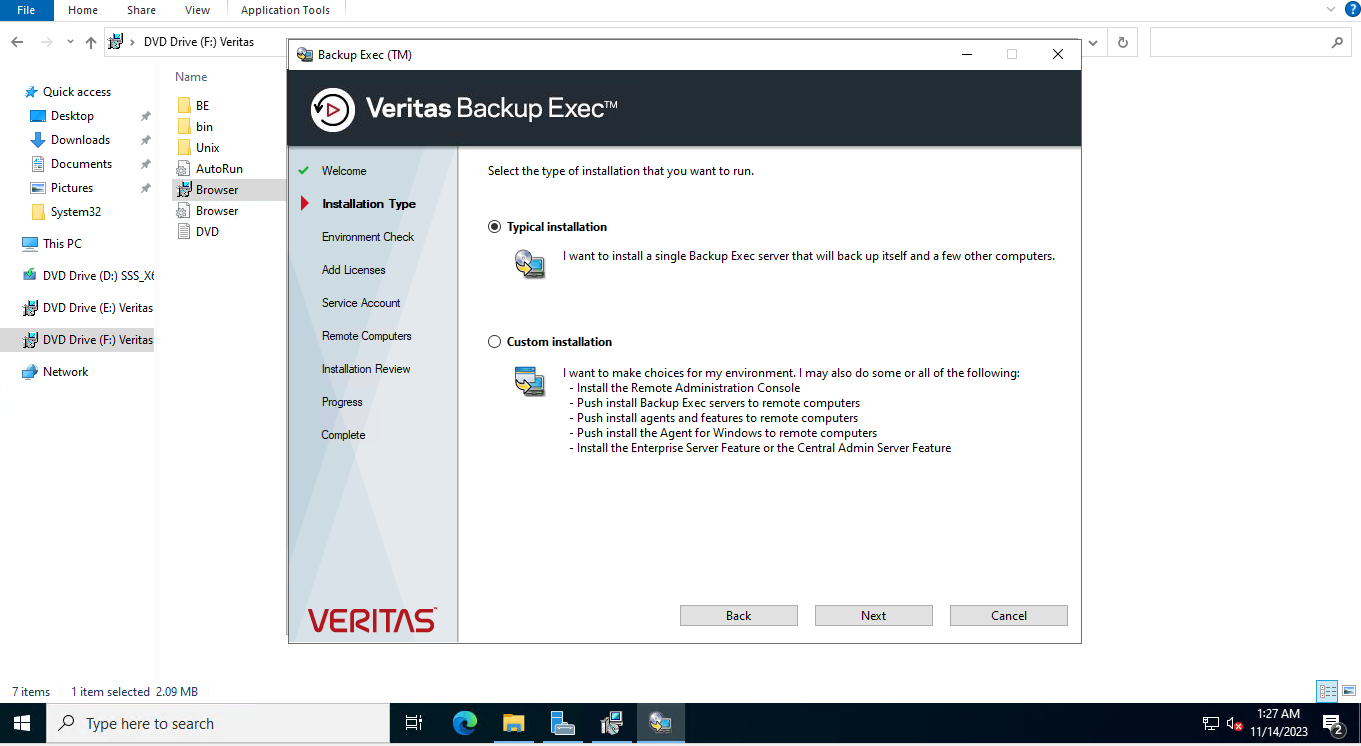 File Home Share View Application Tools
DVD Drive (F:) Veritas
Quick access
Desktop
Downloads
Documents
Pictures
System32
This PC
DVD Drive (D:) SSS_X6
DVD Drive (E:) Veritas
DVD Drive (F:) Veritas
Network
Name
BE
bin
Unix
AutoRun
Browser
Browser
DVD
Backup Exec (TM)
Veritas Backup Exec™
Welcome
Installation Type
Environment Check
Add Licenses
Service Account
Remote Computers
Installation Review
Progress
Complete
VERITAS™
Select the type of installation that you want to run.
Typical installation
I want to install a single Backup Exec server that will back up itself and a few other computers.
Custom installation
I want to make choices for my environment. I may also do some or all of the following:
- Install the Remote Administration Console
- Push install Backup Exec servers to remote computers
- Push install agents and features to remote computers
- Push install the Agent for Windows to remote computers
- Install the Enterprise Server Feature or the Central Admin Server Feature
Back Next Cancel
7 items 1 item selected 2.09 MB
Type here to search
1:27 AM
11/14/2023
2